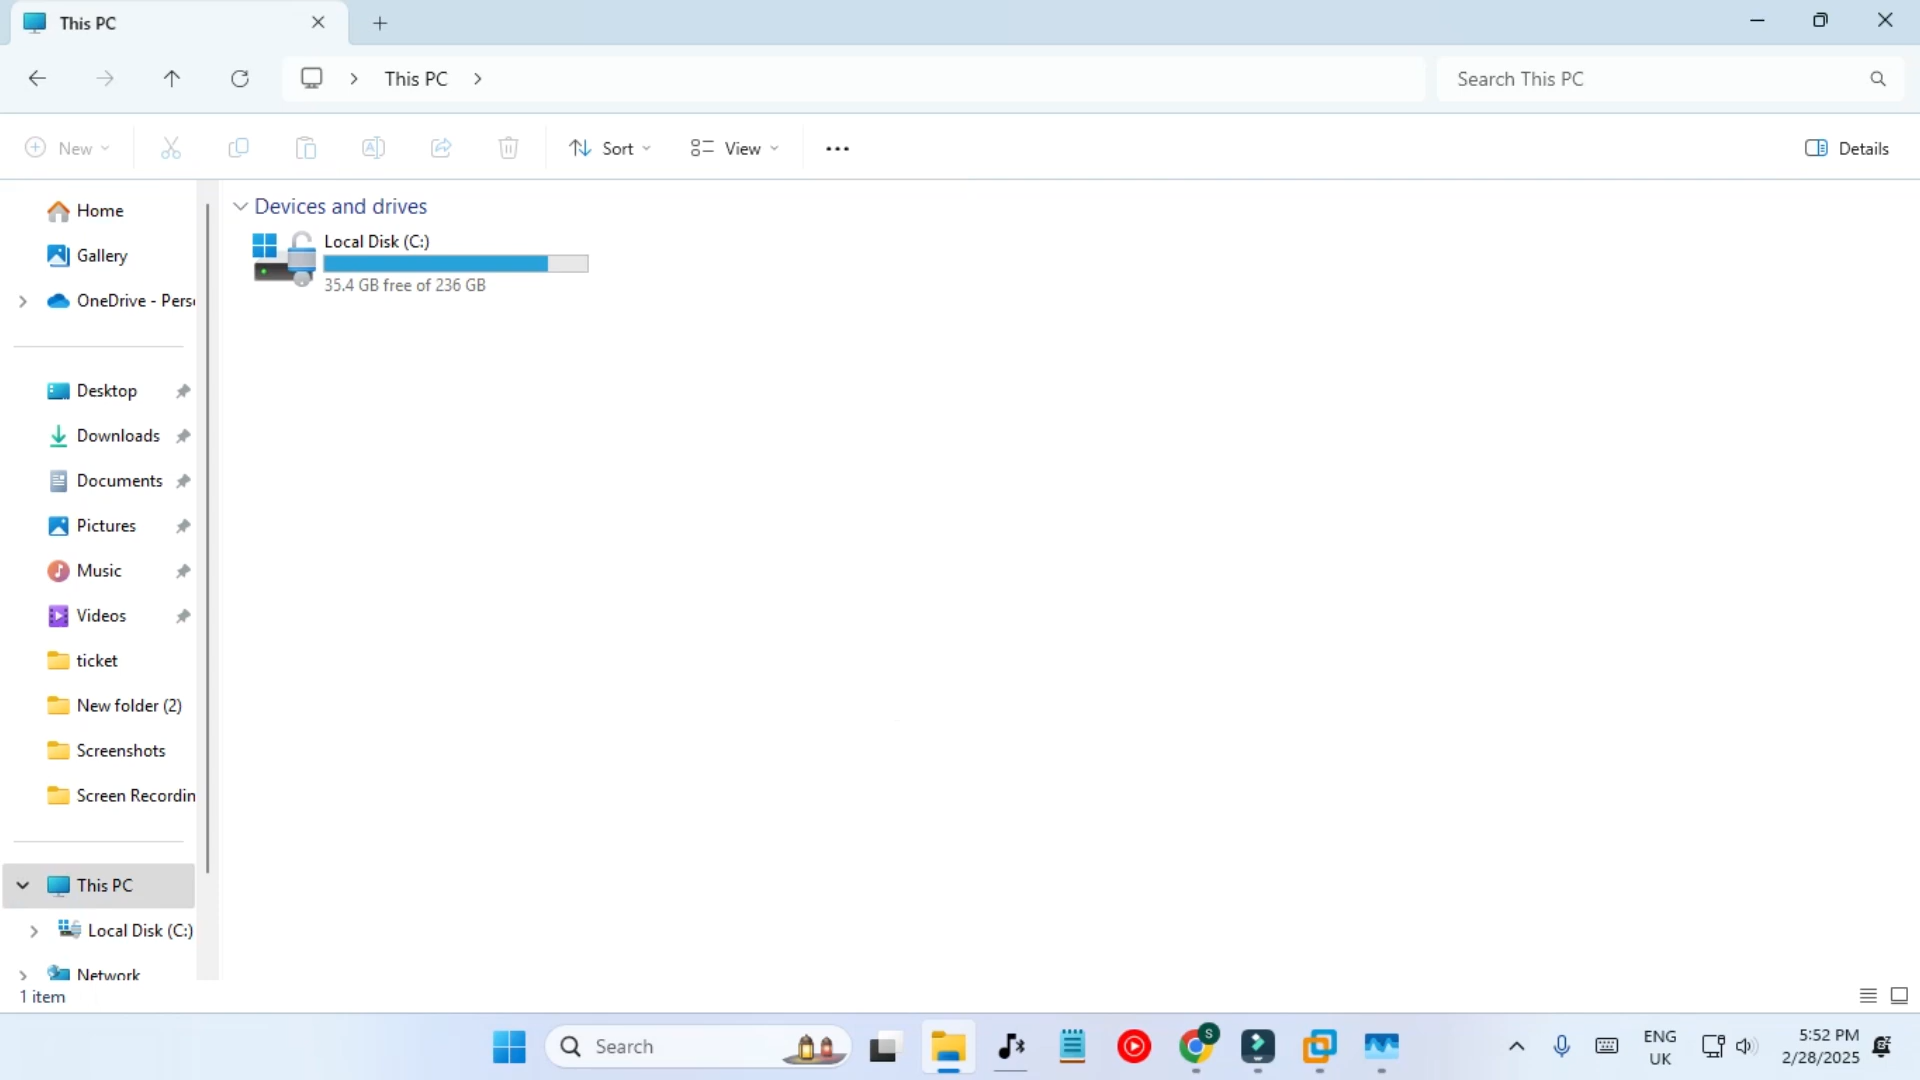 This PC
This PC
Search This PC
New
Sort
View
Details
Home
Gallery
OneDrive - Pers
Desktop
Downloads
Documents
Pictures
Music
Videos
ticket
New folder (2)
Screenshots
Screen Recordin
This PC
Local Disk (C:)
Network
Devices and drives
Local Disk (C:)
35.4 GB free of 236 GB
1 item
Search
S
ENG
UK
5:52 PM
2/28/2025